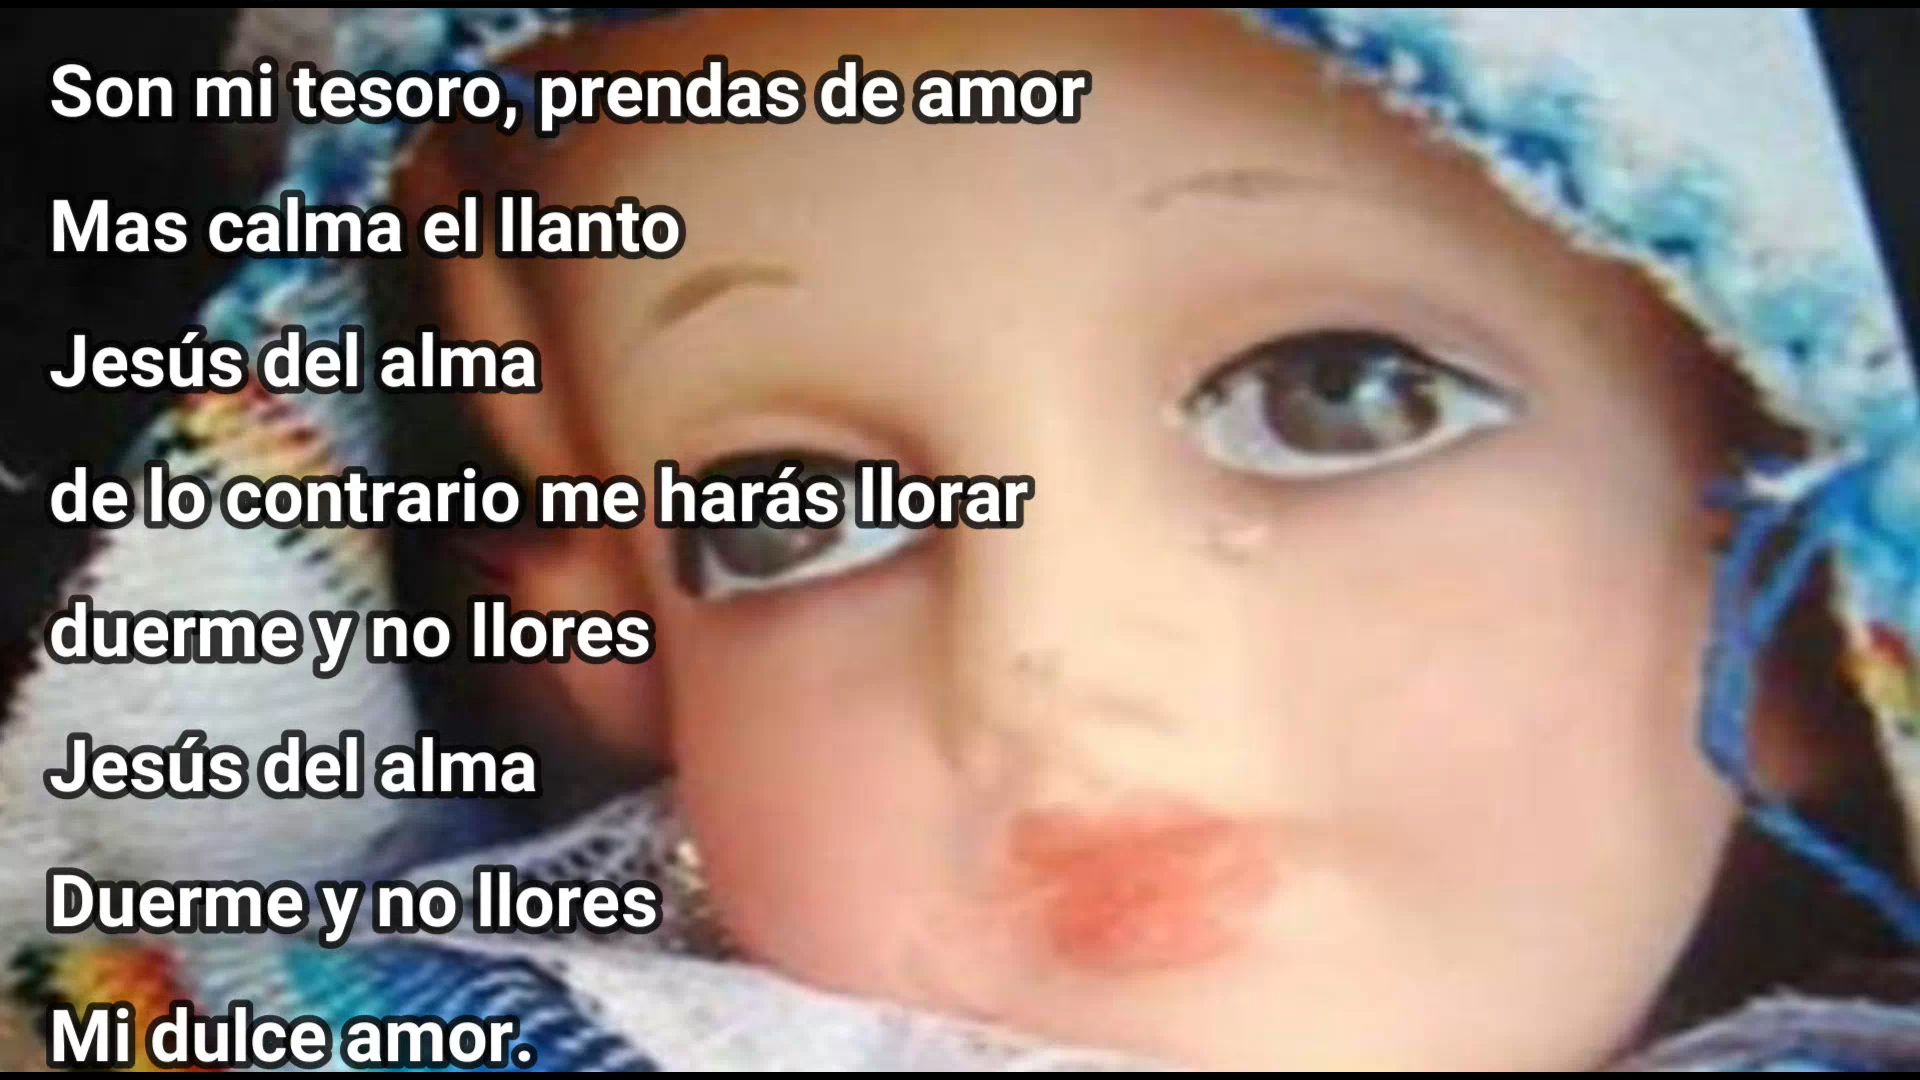 Son mi tesoro, prendas de amor
Mas calma el llanto
Jesús del alma
de lo contrario me harás llorar
duerme y no llores
Jesús del alma
Duerme y no llores
Mi dulce amor.